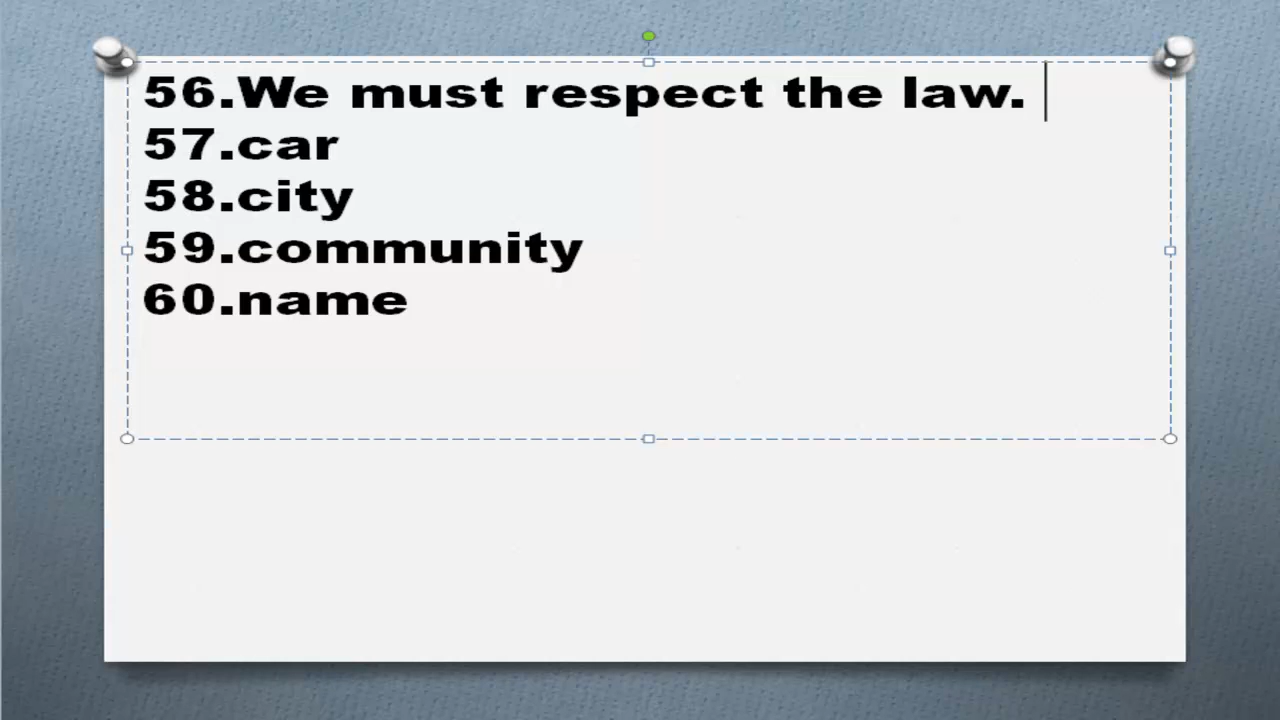 56.We must respect the law.
57.car
58.city
59.community
60.name